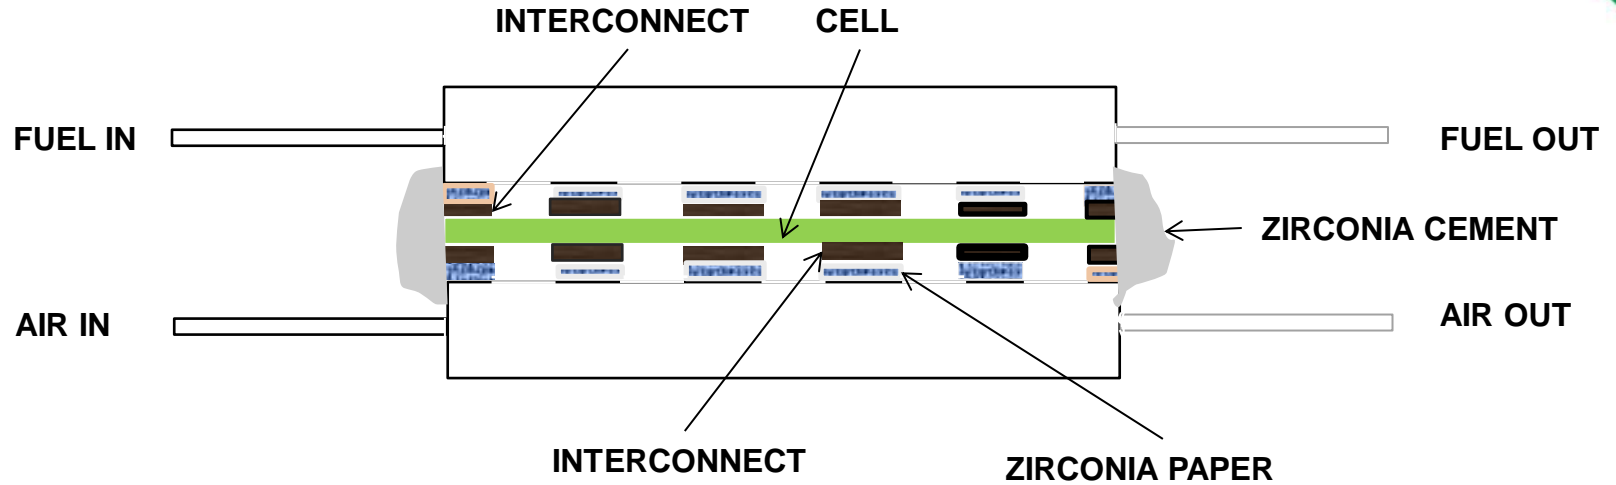 INTERCONNECT
CELL
FUEL IN
FUEL OUT
ZIRCONIA CEMENT
AIR IN
AIR OUT
INTERCONNECT
ZIRCONIA PAPER